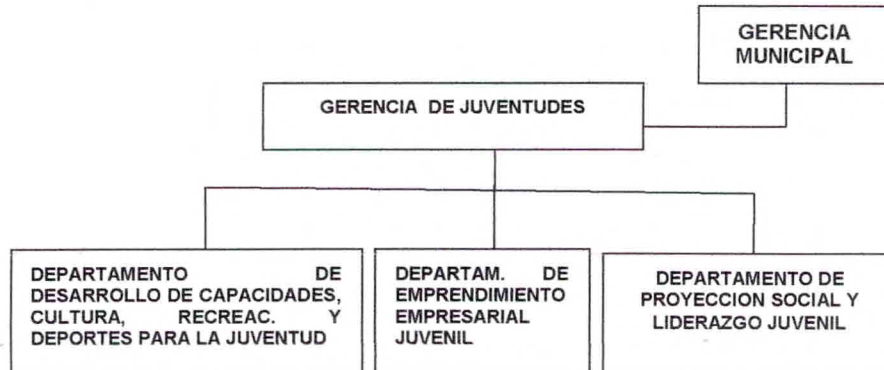 GERENCIA
MUNICIPAL
GERENCIA DE JUVENTUDES
DEPARTAMENTO DE
DESARROLLO DE CAPACIDADES,
CULTURA, RECREAC. Y
DEPORTES PARA LA JUVENTUD
DEPARTAM. DE
EMPRENDIMIENTO
EMPRESARIAL
JUVENIL
DEPARTAMENTO DE
PROYECCION SOCIAL Y
LIDERAZGO JUVENIL